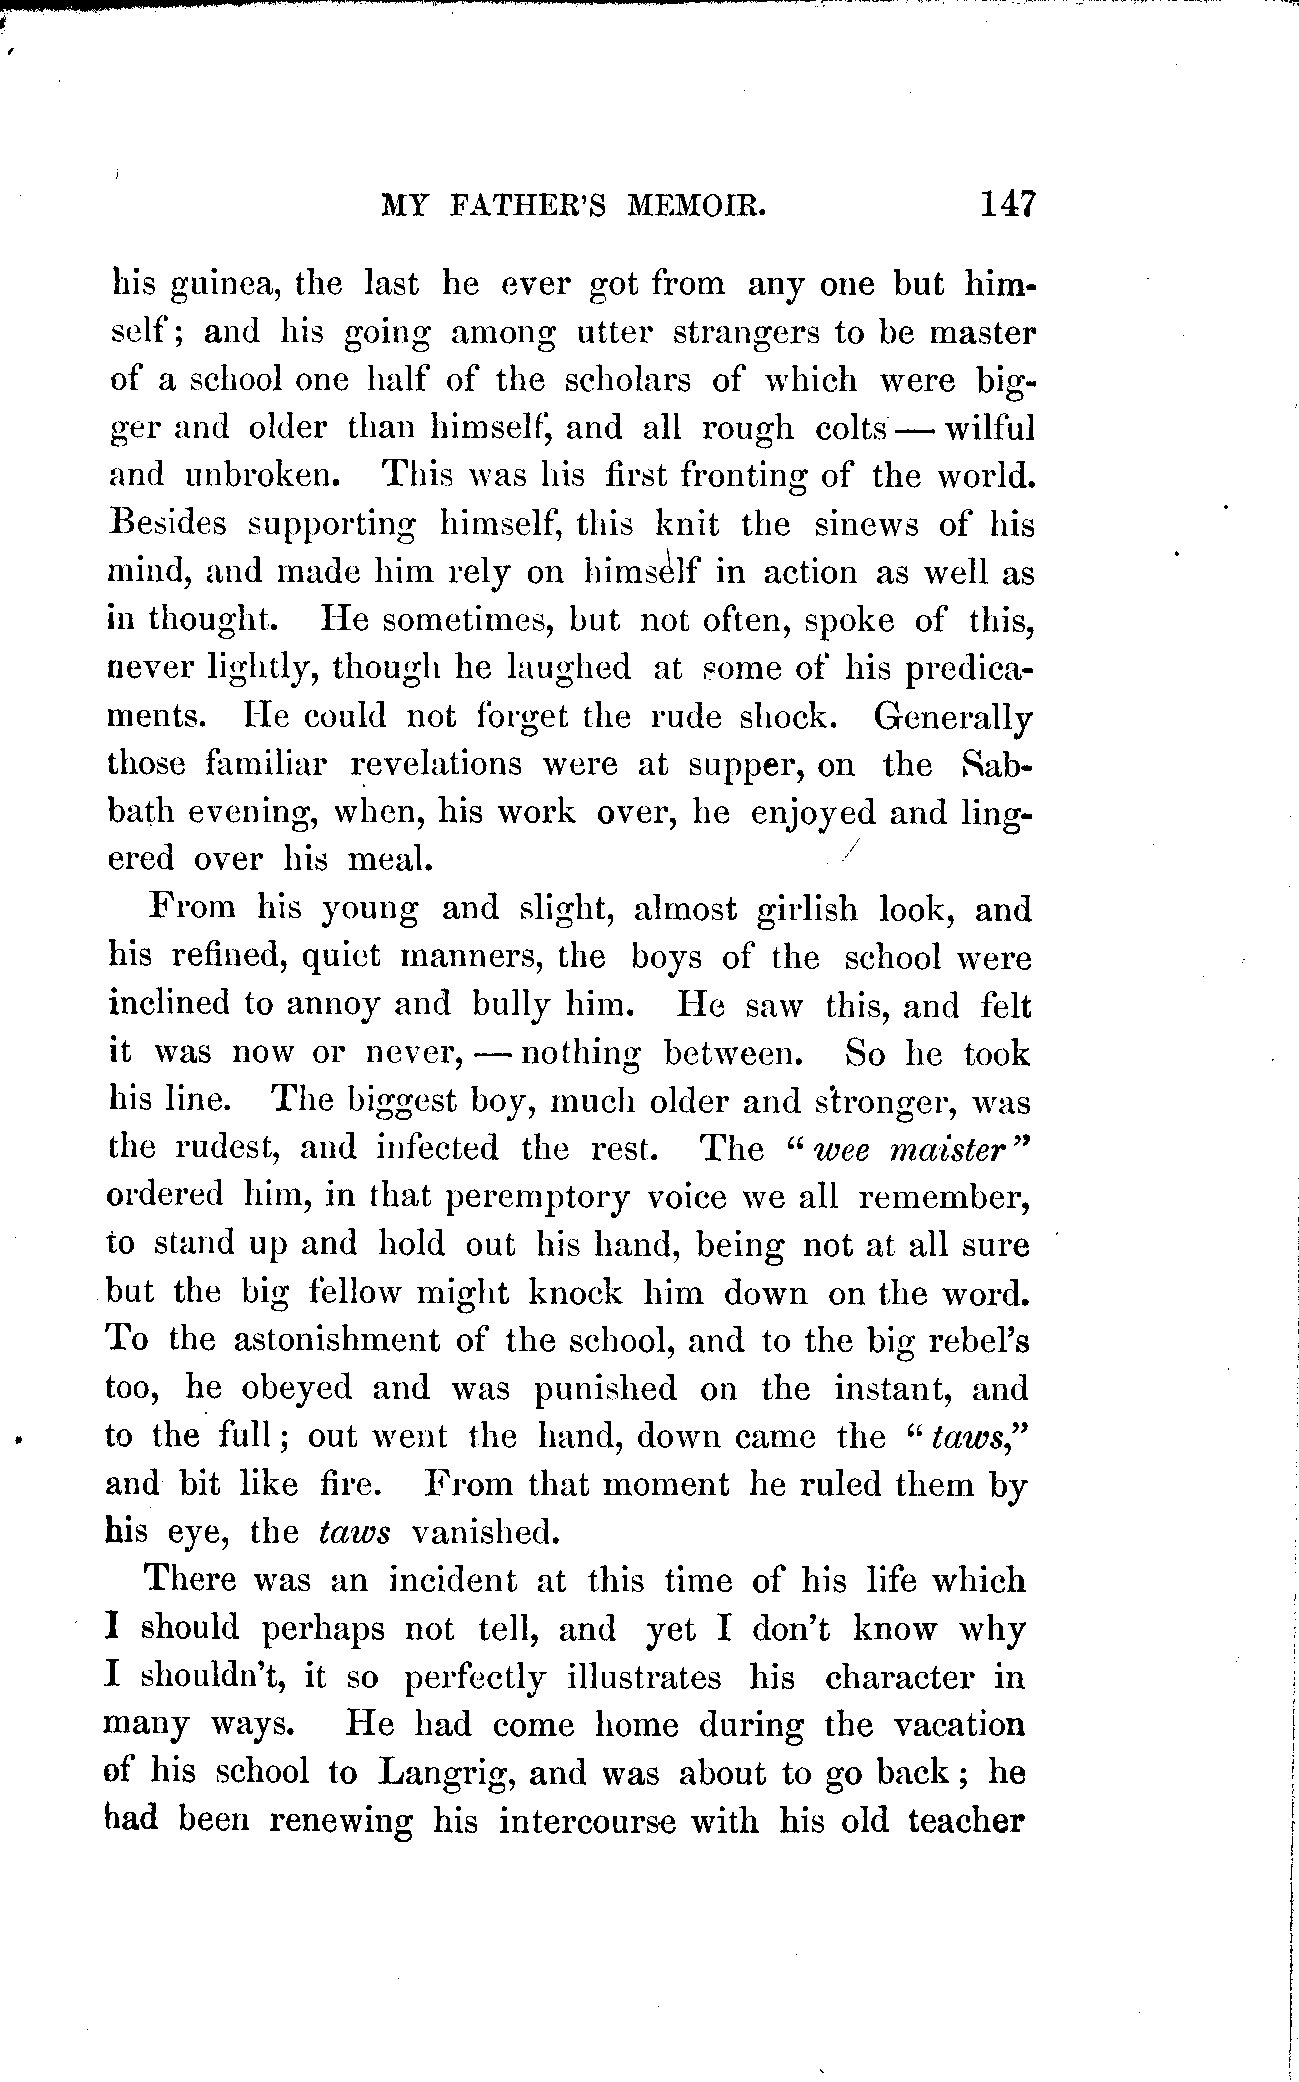 MY FATHER'S MEMOIR. 147
his guinea, the last he ever got from any one but him-
self; and his going among utter strangers to be master
of a school one half of the scholars of which were big-
ger and older than himself, and all rough colts — wilful
and unbroken. This was his first fronting of the world.
Besides supporting himself, this knit the sinews of his
mind, and made him rely on himself in action as well as
in thought. He sometimes, but not often, spoke of this,
never lightly, though he laughed at some of his predica-
ments. He could not forget the rude shock. Generally
those familiar revelations were at supper, on the Sab-
bath evening, when, his work over, he enjoyed and ling-
ered over his meal.
From his young and slight, almost girlish look, and
his refined, quiet manners, the boys of the school were
inclined to annoy and bully him. He saw this, and felt
it was now or never, — nothing between. So he took
his line. The biggest boy, much older and stronger, was
the rudest, and infected the rest. The "wee maister"
ordered him, in that peremptory voice we all remember,
to stand up and hold out his hand, being not at all sure
but the big fellow might knock him down on the word.
To the astonishment of the school, and to the big rebel's
too, he obeyed and was punished on the instant, and
to the full; out went the hand, down came the "taws,"
and bit like fire. From that moment he ruled them by
his eye, the taws vanished.
There was an incident at this time of his life which
I should perhaps not tell, and yet I don't know why
I shouldn't, it so perfectly illustrates his character in
many ways. He had come home during the vacation
of his school to Langrig, and was about to go back; he
had been renewing his intercourse with his old teacher